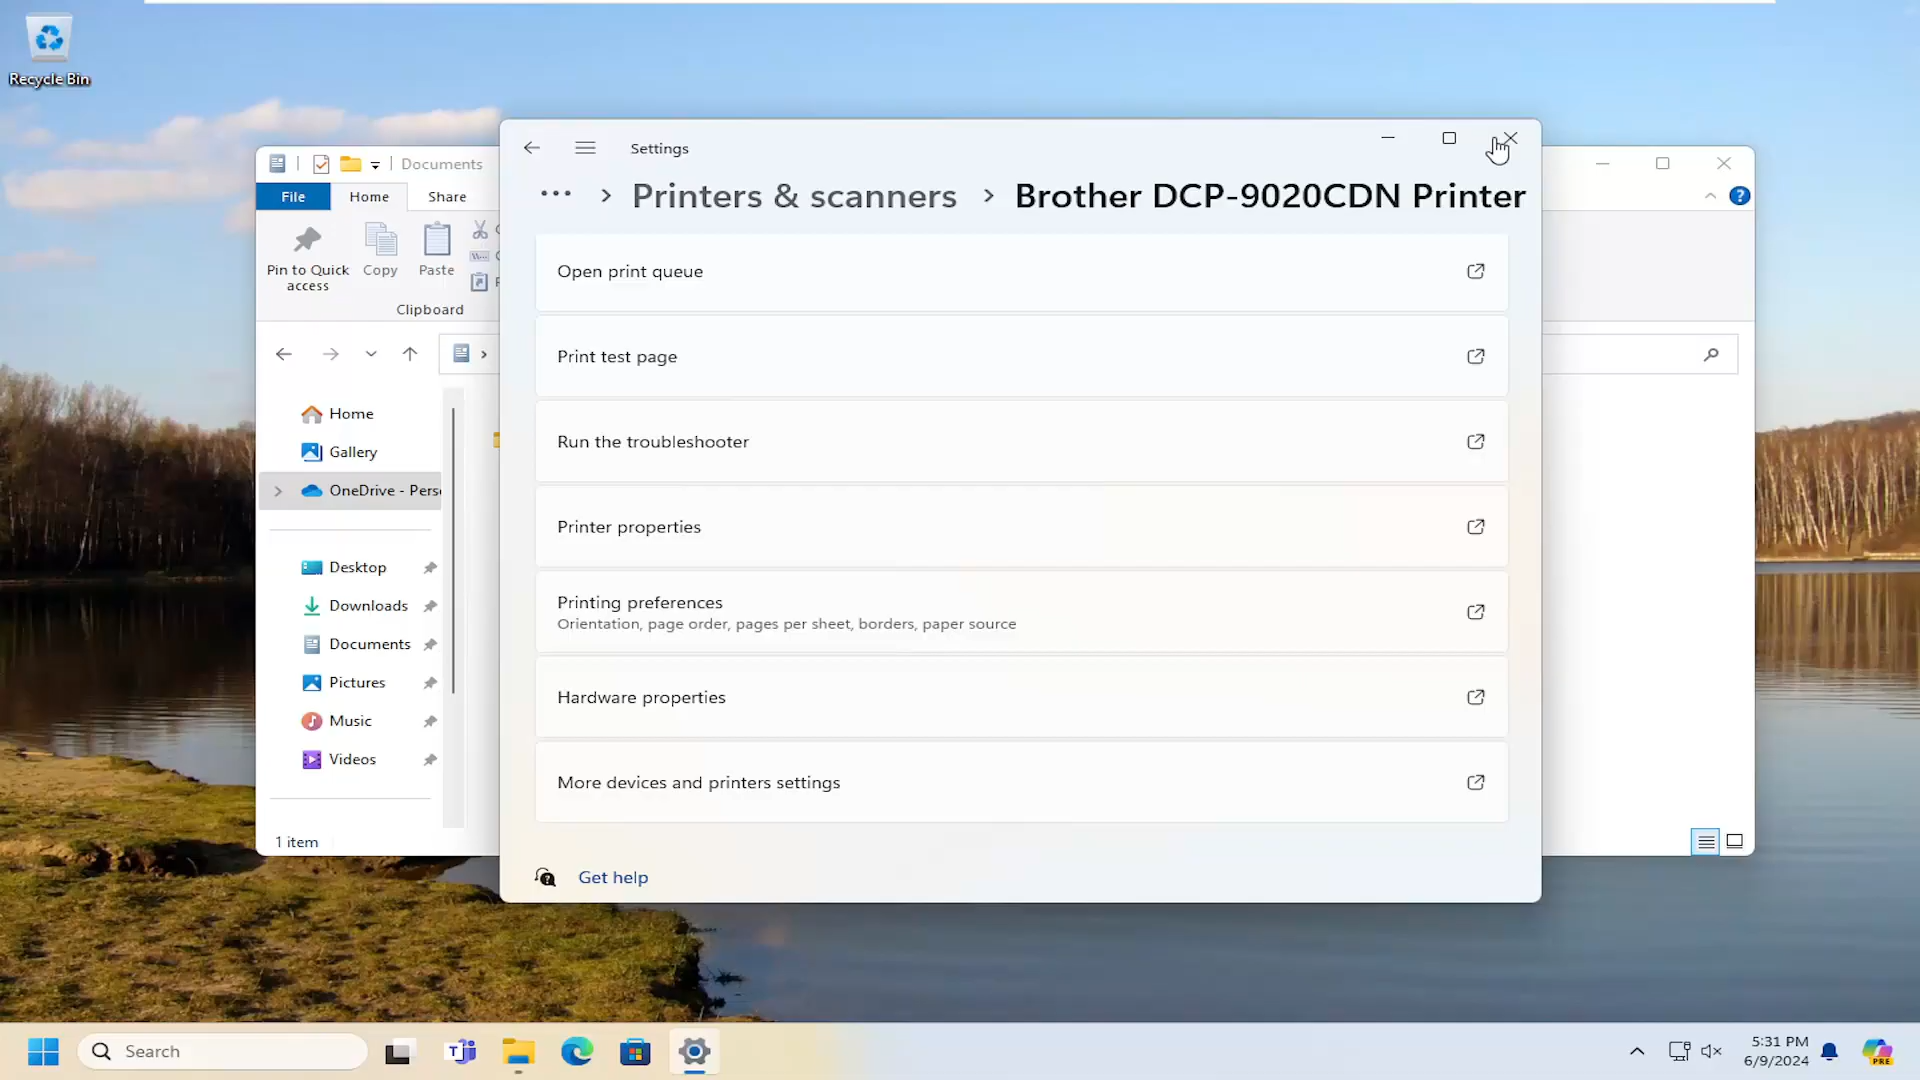 Recycle Bin
Documents
File
Home
Share
Pin to Quick
access
Copy
Paste
Clipboard
Home
Gallery
OneDrive - Perso
Desktop
Downloads
Documents
Pictures
Music
Videos
1 item
Settings
Printers & scanners
Brother DCP-9020CDN Printer
Open print queue
Print test page
Run the troubleshooter
Printer properties
Printing preferences
Orientation, page order, pages per sheet, borders, paper source
Hardware properties
More devices and printers settings
Get help
Search
5:31 PM
6/9/2024
PRE